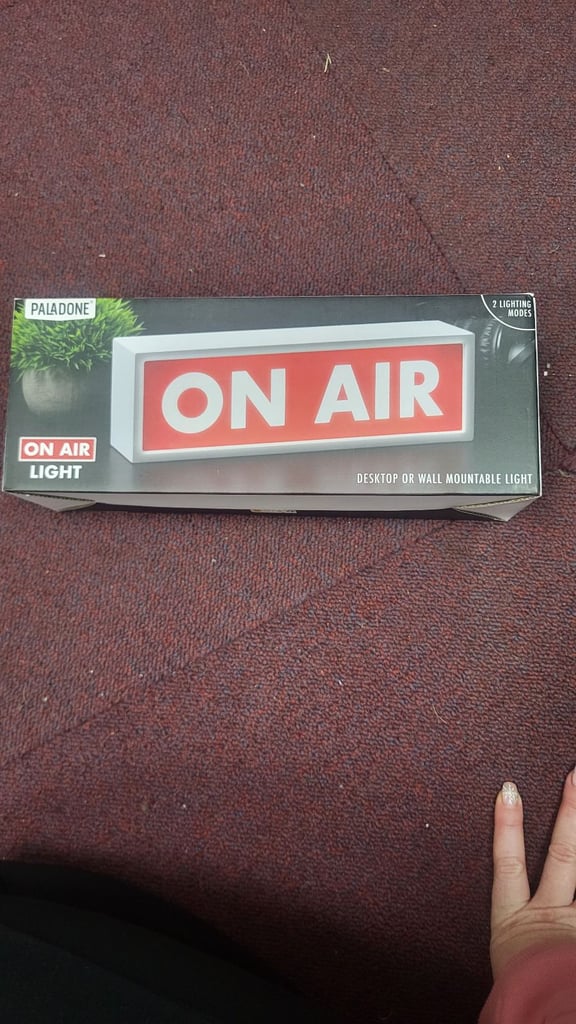 PALADONE
2 LIGHTING
MODES
ON AIR
ON AIR
LIGHT
DESKTOP OR WALL MOUNTABLE LIGHT